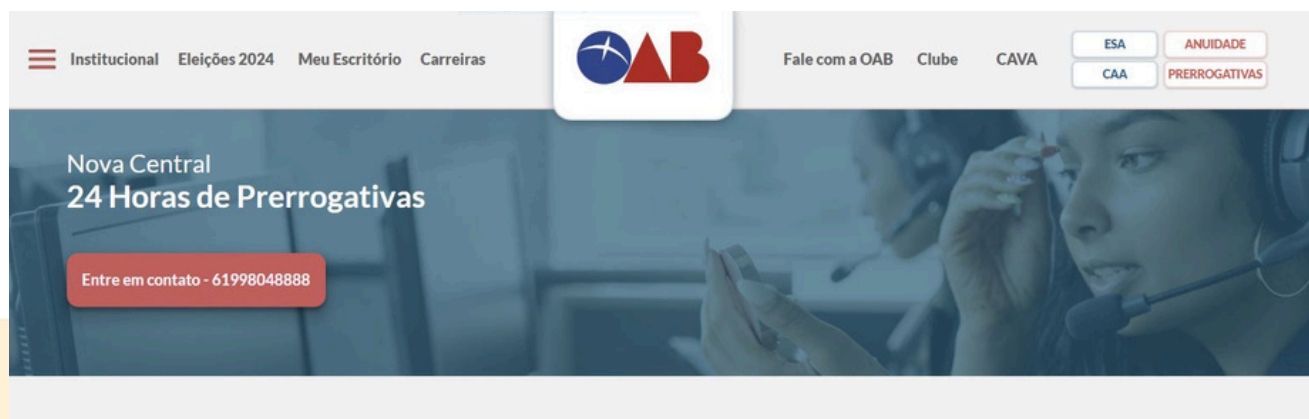 Institucional Eleições 2024 Meu Escritório Carreiras
OAB
Fale com a OAB Clube CAVA
ESA ANUIDADE
CAA PRERROGATIVAS
Nova Central
24 Horas de Prerrogativas
Entre em contato - 61998048888